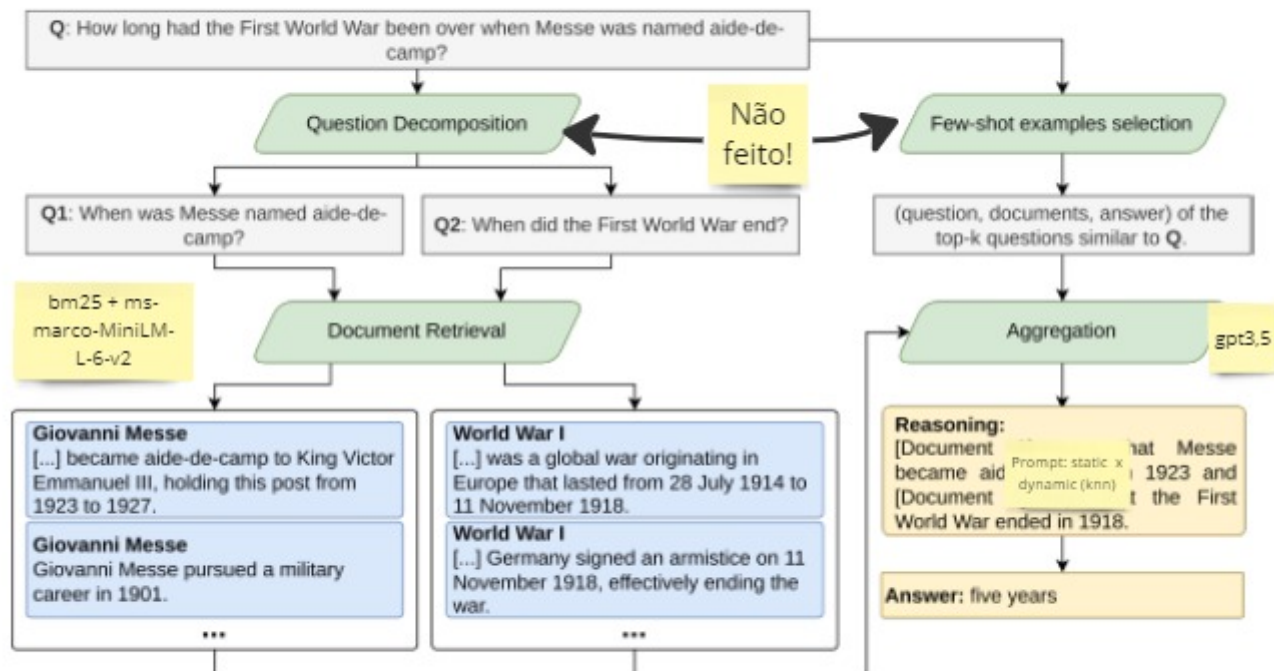 Q: How long had the First World War been over when Messe was named aide-de-
camp?
Question Decomposition
Não
feito!
Few-shot examples selection
Q1: When was Messe named aide-de-
camp?
Q2: When did the First World War end?
(question, documents, answer) of the
top-k questions similar to Q.
bm25 + ms-
marco-MiniLM-
L-6-v2
Document Retrieval
Aggregation
gpt3,5
Giovanni Messe
[...] became aide-de-camp to King Victor
Emmanuel III, holding this post from
1923 to 1927.
Giovanni Messe
Giovanni Messe pursued a military
career in 1901.
...
World War I
[...] was a global war originating in
Europe that lasted from 28 July 1914 to
11 November 1918.
World War I
[...] Germany signed an armistice on 11
November 1918, effectively ending the
war.
...
Reasoning:
[Document that Messe
became 1923 and
[Document the First
World War ended in 1918.
Prompt: static x
dynamic (knn)
Answer: five years